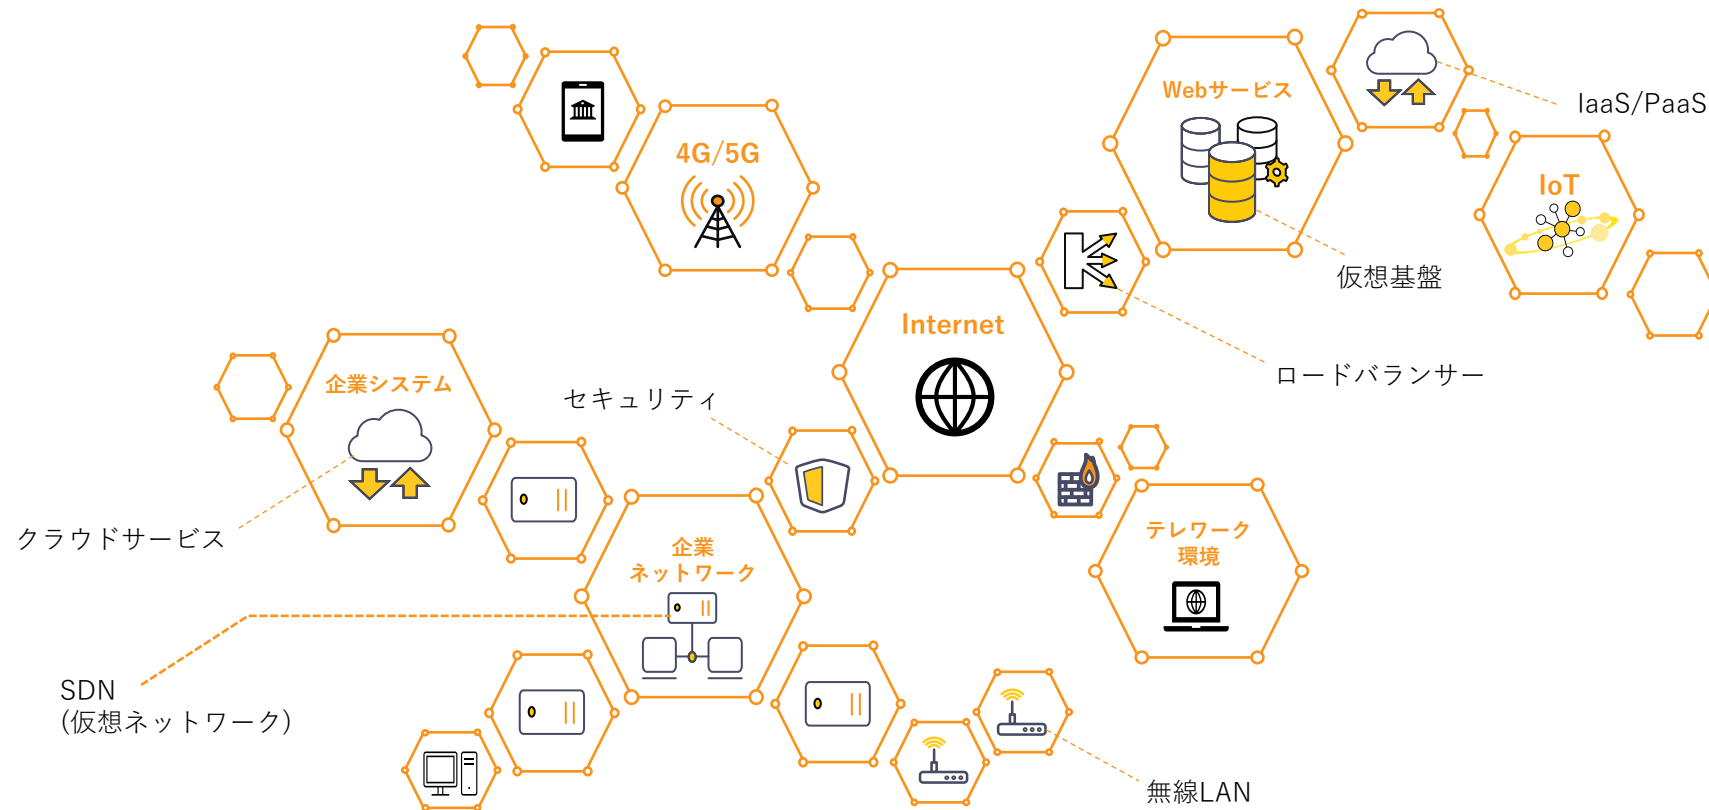 Webサービス
IaaS/PaaS
4G/5G
IoT
仮想基盤
Internet
ロードバランサー
企業システム
セキュリティ
クラウドサービス
企業
ネットワーク
テレワーク
環境
SDN
(仮想ネットワーク)
無線LAN